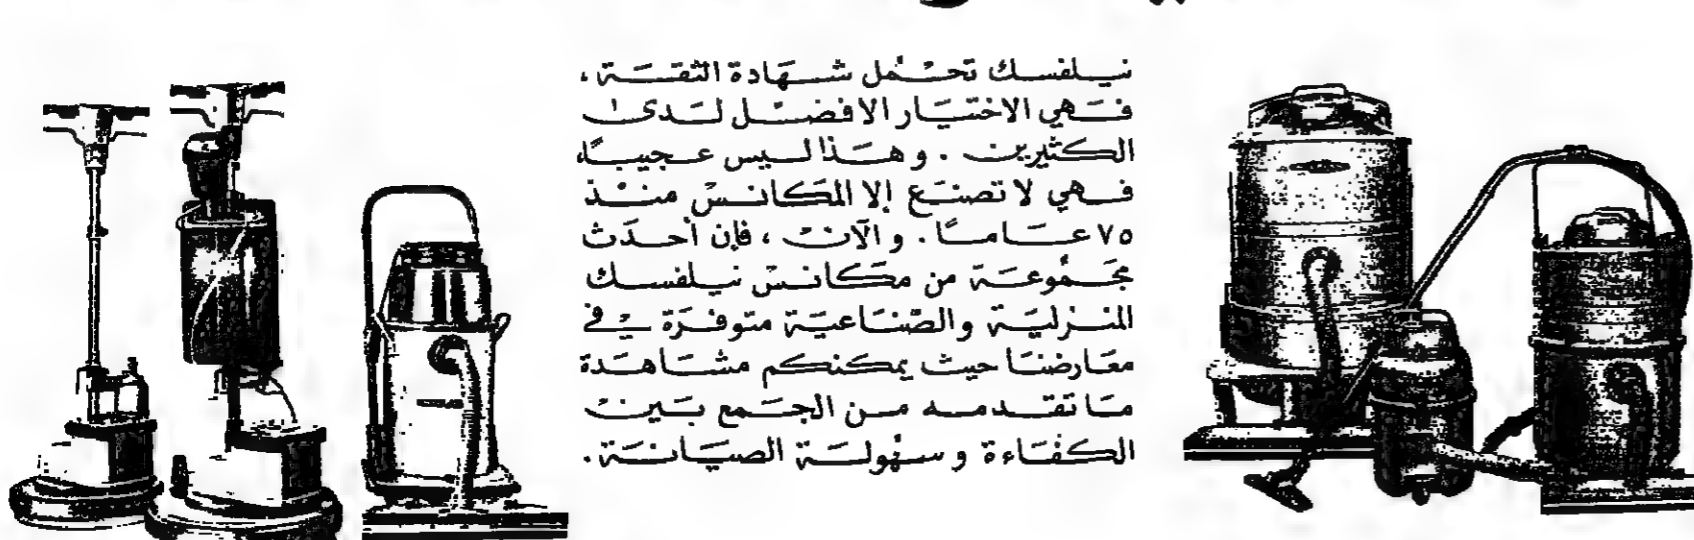 نيلفسك تحمل شهادة الثقة،
فهي الاختيار الافضل لدى
الكثيرين. وهذا ليس عجيبًا،
فهي لا تصنع إلا المكانس منذ
٧٥ عامًا. والآن، فإن أحدث
مجموعة من مكانس نيلفسك
المنزلية والصناعية متوفرة في
معارضنا حيث يمكنكم مشاهدة
ما تقدمه من الجمع بين
الكفاءة وسهولة الصيانة.